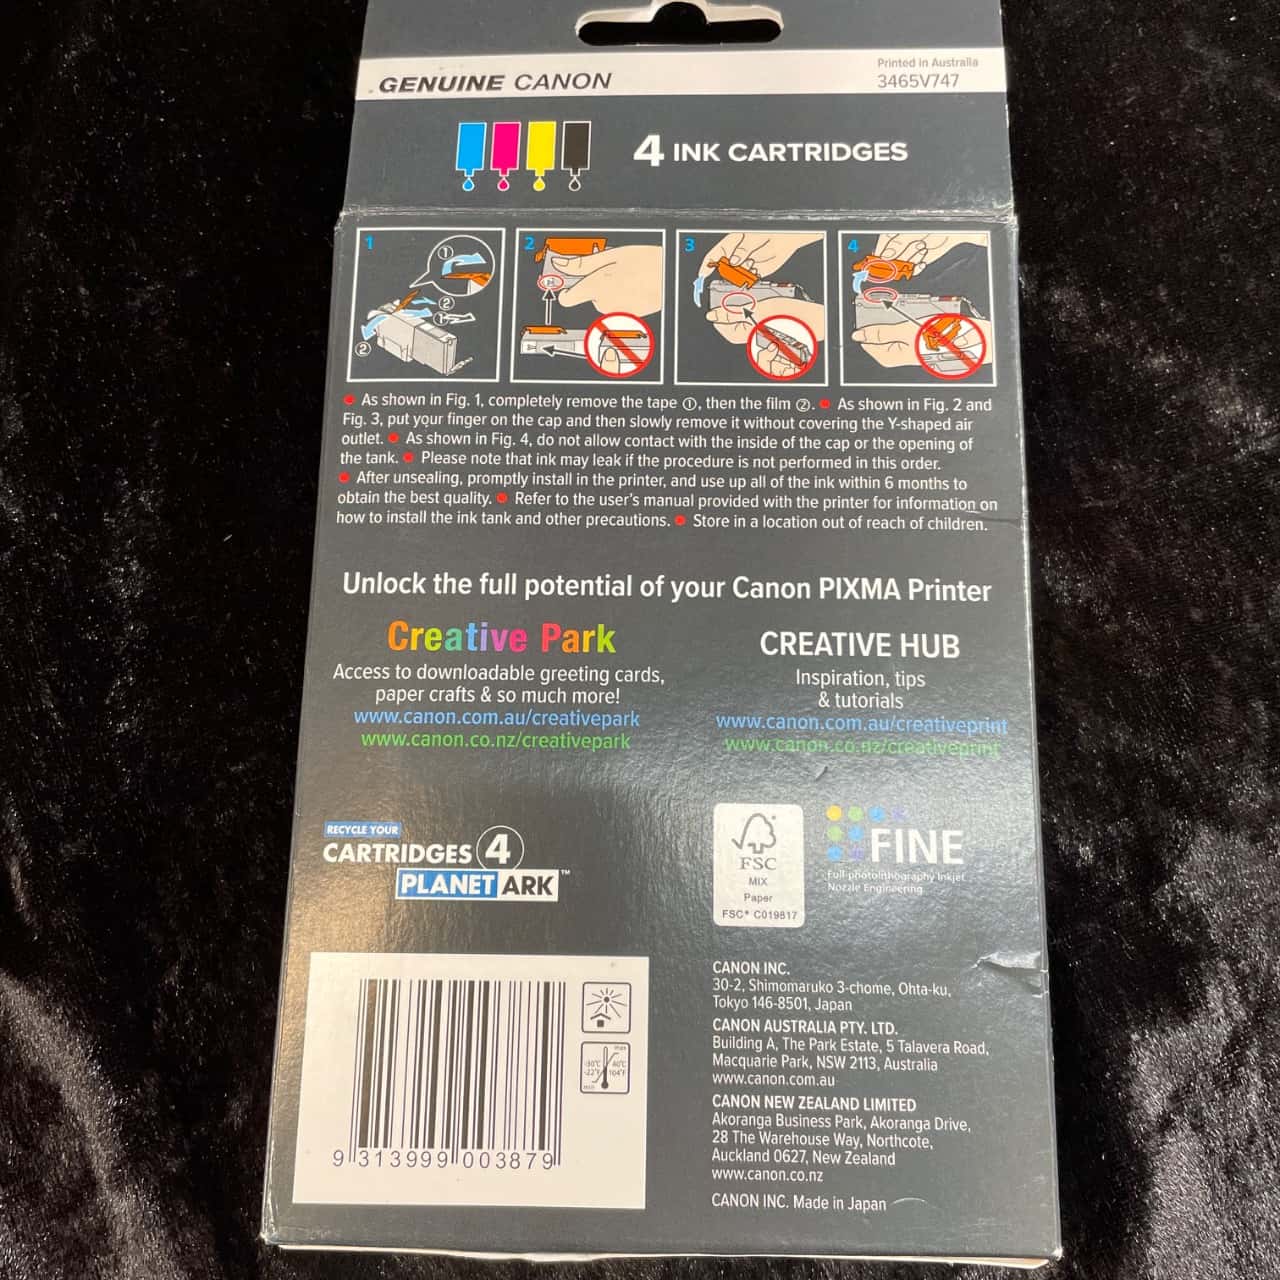 GENUINE CANON
Printed in Australia
3465V747
4 INK CARTRIDGES
1
2
3
4
① ② ① ②
● As shown in Fig. 1, completely remove the tape ①, then the film ②. ● As shown in Fig. 2 and
Fig. 3, put your finger on the cap and then slowly remove it without covering the Y-shaped air
outlet. ● As shown in Fig. 4, do not allow contact with the inside of the cap or the opening of
the tank. ● Please note that ink may leak if the procedure is not performed in this order.
● After unsealing, promptly install in the printer, and use up all of the ink within 6 months to
obtain the best quality. ● Refer to the user's manual provided with the printer for information on
how to install the ink tank and other precautions. ● Store in a location out of reach of children.
Unlock the full potential of your Canon PIXMA Printer
Creative Park
Access to downloadable greeting cards,
paper crafts & so much more!
www.canon.com.au/creativepark
www.canon.co.nz/creativepark
CREATIVE HUB
Inspiration, tips
& tutorials
www.canon.com.au/creativeprint
www.canon.co.nz/creativeprint
RECYCLE YOUR
CARTRIDGES 4
PLANET ARK™
FSC
MIX
Paper
FSC® C019817
FINE
Full-photolithography Inkjet
Nozzle Engineering
max
-30°C 40°C
-22°F 104°F
min
9 313999 003879
CANON INC.
30-2, Shimomaruko 3-chome, Ohta-ku,
Tokyo 146-8501, Japan
CANON AUSTRALIA PTY. LTD.
Building A, The Park Estate, 5 Talavera Road,
Macquarie Park, NSW 2113, Australia
www.canon.com.au
CANON NEW ZEALAND LIMITED
Akoranga Business Park, Akoranga Drive,
28 The Warehouse Way, Northcote,
Auckland 0627, New Zealand
www.canon.co.nz
CANON INC. Made in Japan